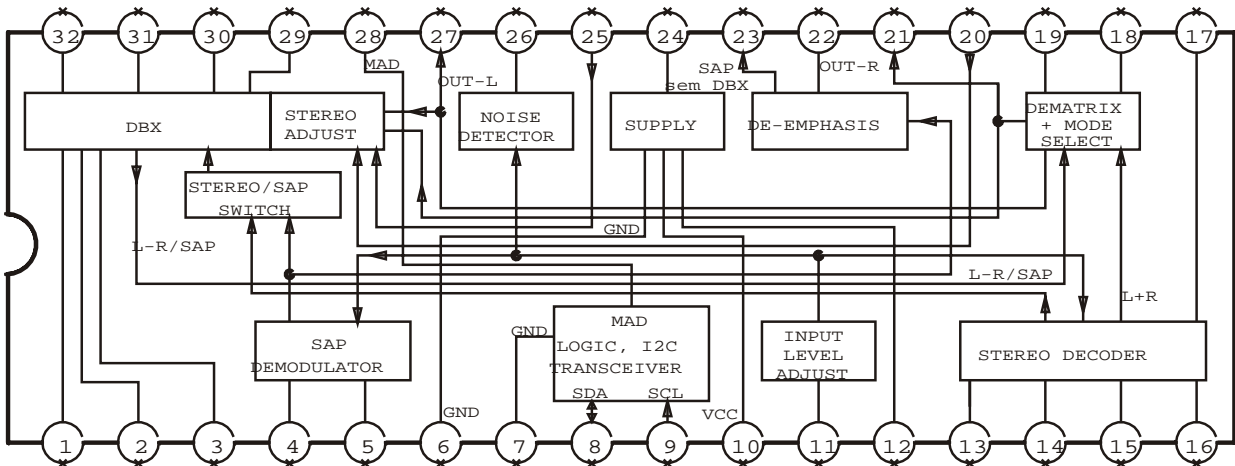 32 31 30 29 28 27 26 25 24 23 22 21 20 19 18 17
MAD
OUT-L
SAP
sem DBX
OUT-R
DBX
STEREO
ADJUST
NOISE
DETECTOR
SUPPLY
DE-EMPHASIS
DEMATRIX
+ MODE
SELECT
STEREO/SAP
SWITCH
GND
L-R/SAP
L-R/SAP
L+R
SAP
DEMODULATOR
GND
MAD
LOGIC, I2C
TRANSCEIVER
SDA
SCL
INPUT
LEVEL
ADJUST
STEREO DECODER
GND
VCC
1 2 3 4 5 6 7 8 9 10 11 12 13 14 15 16